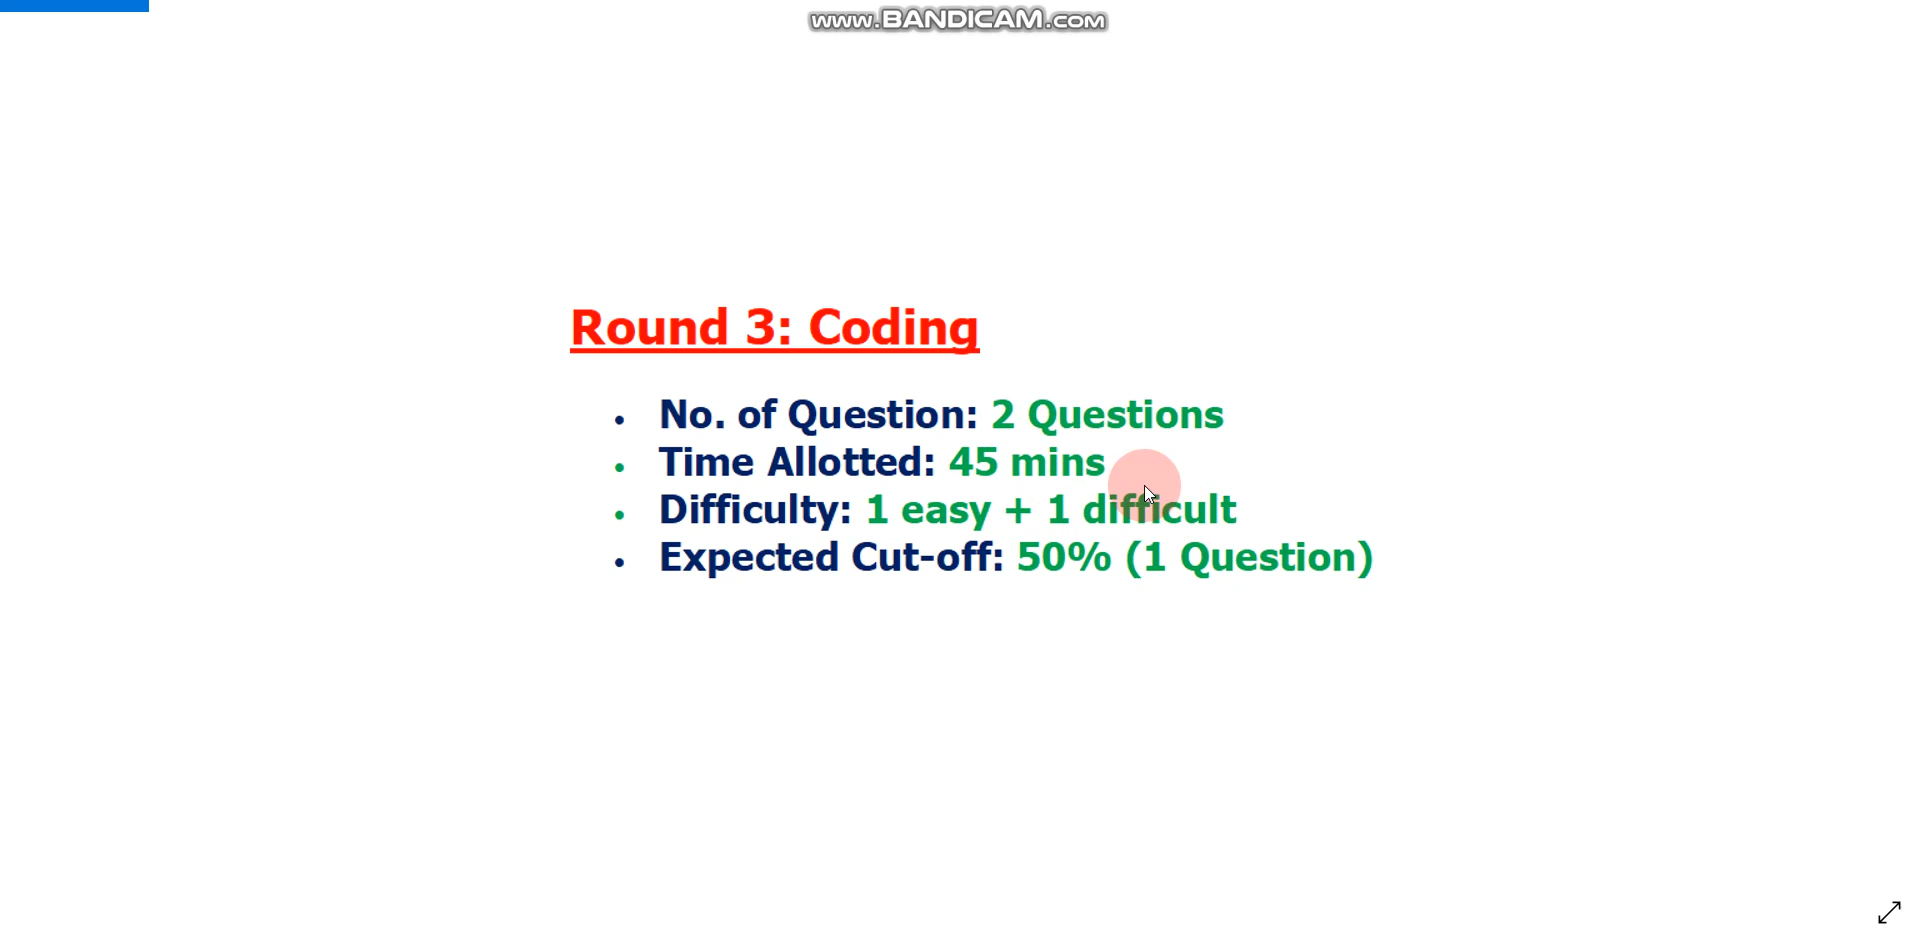 www.BANDICAM.com
Round 3: Coding
• No. of Question: 2 Questions
• Time Allotted: 45 mins
• Difficulty: 1 easy + 1 difficult
• Expected Cut-off: 50% (1 Question)